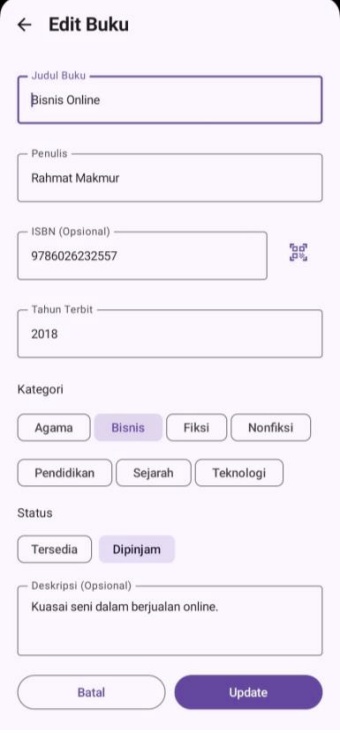 Edit Buku
Judul Buku
Bisnis Online
Penulis
Rahmat Makmur
ISBN (Opsional)
9786026232557
Tahun Terbit
2018
Kategori
Agama Bisnis Fiksi Nonfiksi
Pendidikan Sejarah Teknologi
Status
Tersedia Dipinjam
Deskripsi (Opsional)
Kuasai seni dalam berjualan online.
Batal Update